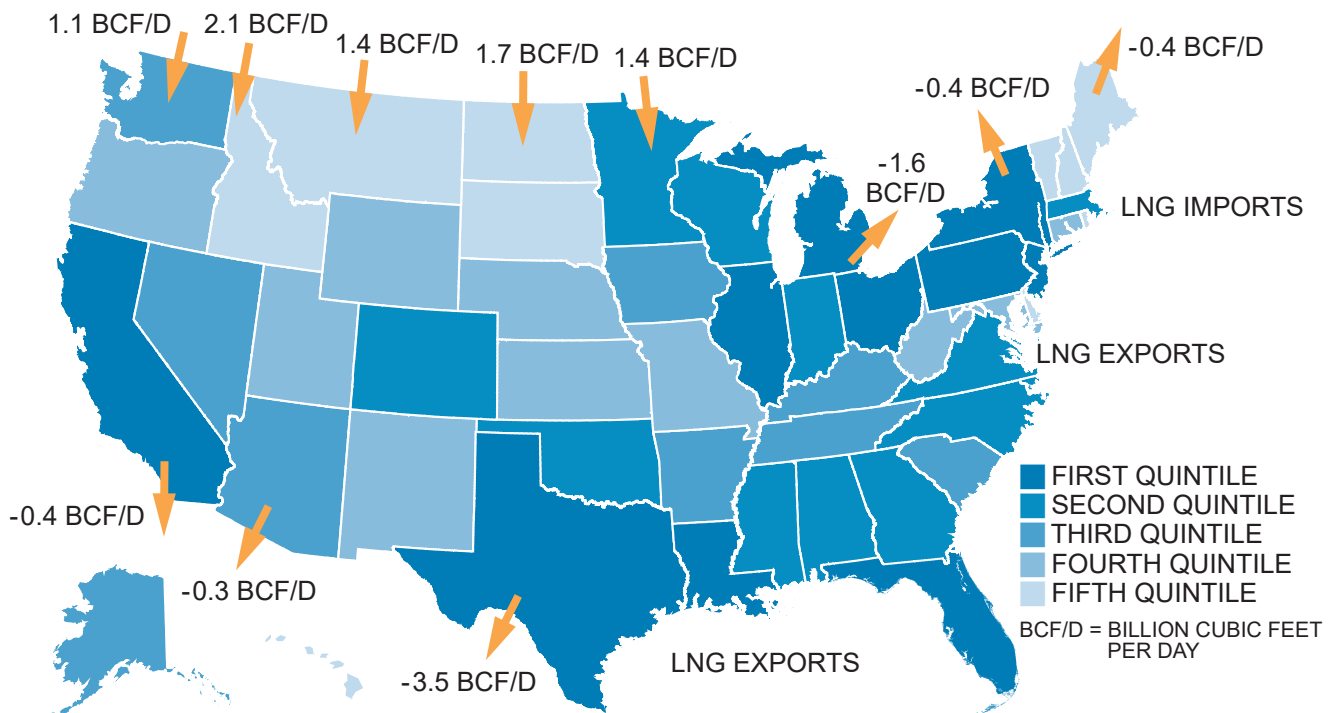 1.1 BCF/D
2.1 BCF/D
1.4 BCF/D
1.7 BCF/D
1.4 BCF/D
-0.4 BCF/D
-0.4 BCF/D
-1.6
BCF/D
LNG IMPORTS
LNG EXPORTS
-0.4 BCF/D
-0.3 BCF/D
-3.5 BCF/D
LNG EXPORTS
FIRST QUINTILE
SECOND QUINTILE
THIRD QUINTILE
FOURTH QUINTILE
FIFTH QUINTILE
BCF/D = BILLION CUBIC FEET
PER DAY